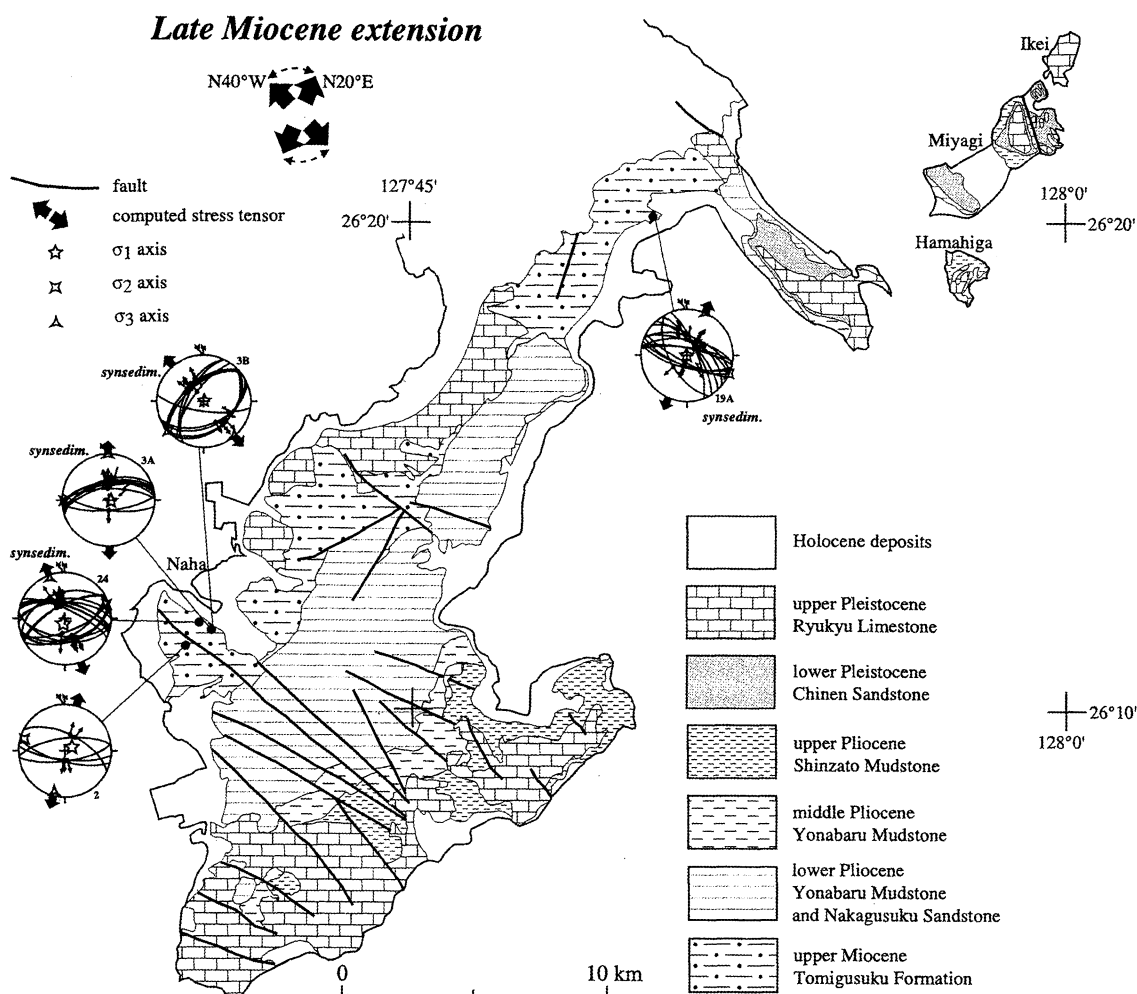 Late Miocene extension
N40°W N20°E
fault
computed stress tensor
σ1 axis
σ2 axis
σ3 axis
127°45'
26°20'
Ikei
Miyagi
128°0'
26°20'
Hamahiga
3B
synsedim.
3A
synsedim.
24
synsedim.
2
Naha
19A
synsedim.
26°10'
128°0'
Holocene deposits
upper Pleistocene
Ryukyu Limestone
lower Pleistocene
Chinen Sandstone
upper Pliocene
Shinzato Mudstone
middle Pliocene
Yonabaru Mudstone
lower Pliocene
Yonabaru Mudstone
and Nakagusuku Sandstone
upper Miocene
Tomigusuku Formation
0 10 km